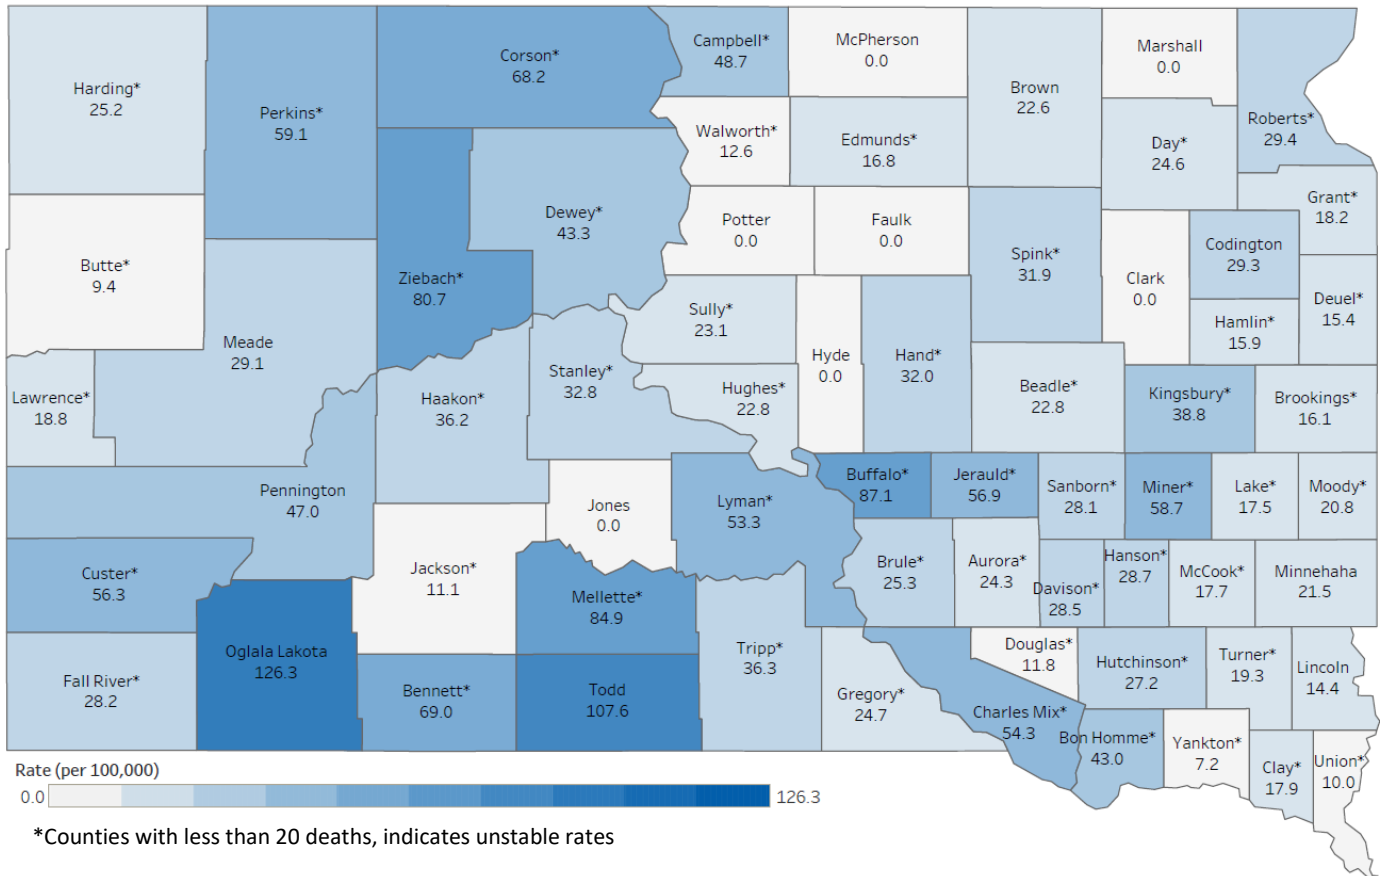 Harding*
25.2
Perkins*
59.1
Corson*
68.2
Campbell*
48.7
McPherson
0.0
Brown
22.6
Marshall
0.0
Roberts*
29.4
Walworth*
12.6
Edmunds*
16.8
Day*
24.6
Grant*
18.2
Butte*
9.4
Ziebach*
80.7
Dewey*
43.3
Potter
0.0
Faulk
0.0
Spink*
31.9
Clark
0.0
Codington
29.3
Deuel*
15.4
Hamlin*
15.9
Meade
29.1
Sully*
23.1
Hyde
0.0
Hand*
32.0
Lawrence*
18.8
Haakon*
36.2
Stanley*
32.8
Hughes*
22.8
Beadle*
22.8
Kingsbury*
38.8
Brookings*
16.1
Pennington
47.0
Jones
0.0
Lyman*
53.3
Buffalo*
87.1
Jerauld*
56.9
Sanborn*
28.1
Miner*
58.7
Lake*
17.5
Moody*
20.8
Custer*
56.3
Jackson*
11.1
Mellette*
84.9
Brule*
25.3
Aurora*
24.3
Davison*
28.5
Hanson*
28.7
McCook*
17.7
Minnehaha
21.5
Fall River*
28.2
Oglala Lakota
126.3
Bennett*
69.0
Todd
107.6
Tripp*
36.3
Gregory*
24.7
Charles Mix*
54.3
Douglas*
11.8
Hutchinson*
27.2
Turner*
19.3
Lincoln
14.4
Bon Homme*
43.0
Yankton*
7.2
Clay*
17.9
Union*
10.0
Rate (per 100,000)
0.0 126.3
*Counties with less than 20 deaths, indicates unstable rates